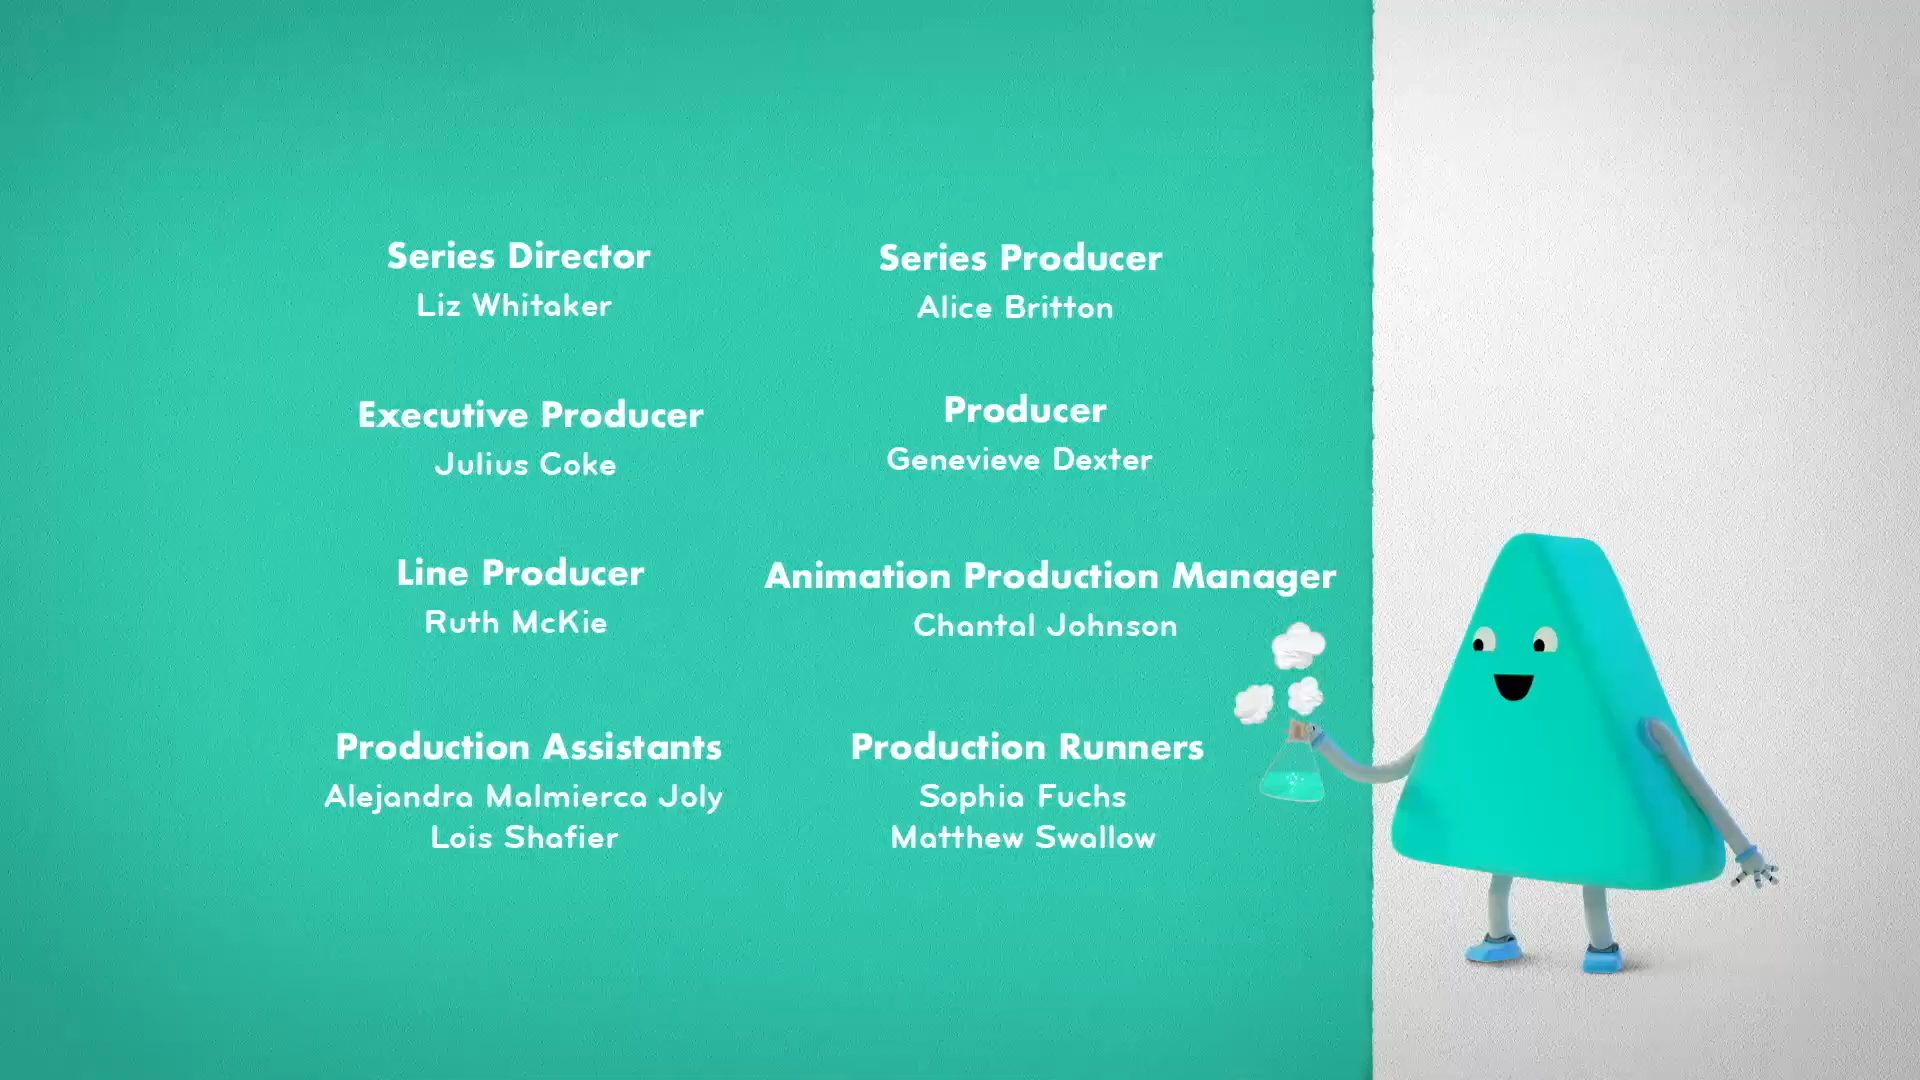 Series Director
Liz Whitaker
Series Producer
Alice Britton
Executive Producer
Julius Coke
Producer
Genevieve Dexter
Line Producer
Ruth McKie
Animation Production Manager
Chantal Johnson
Production Assistants
Alejandra Malmierca Joly
Lois Shafier
Production Runners
Sophia Fuchs
Matthew Swallow